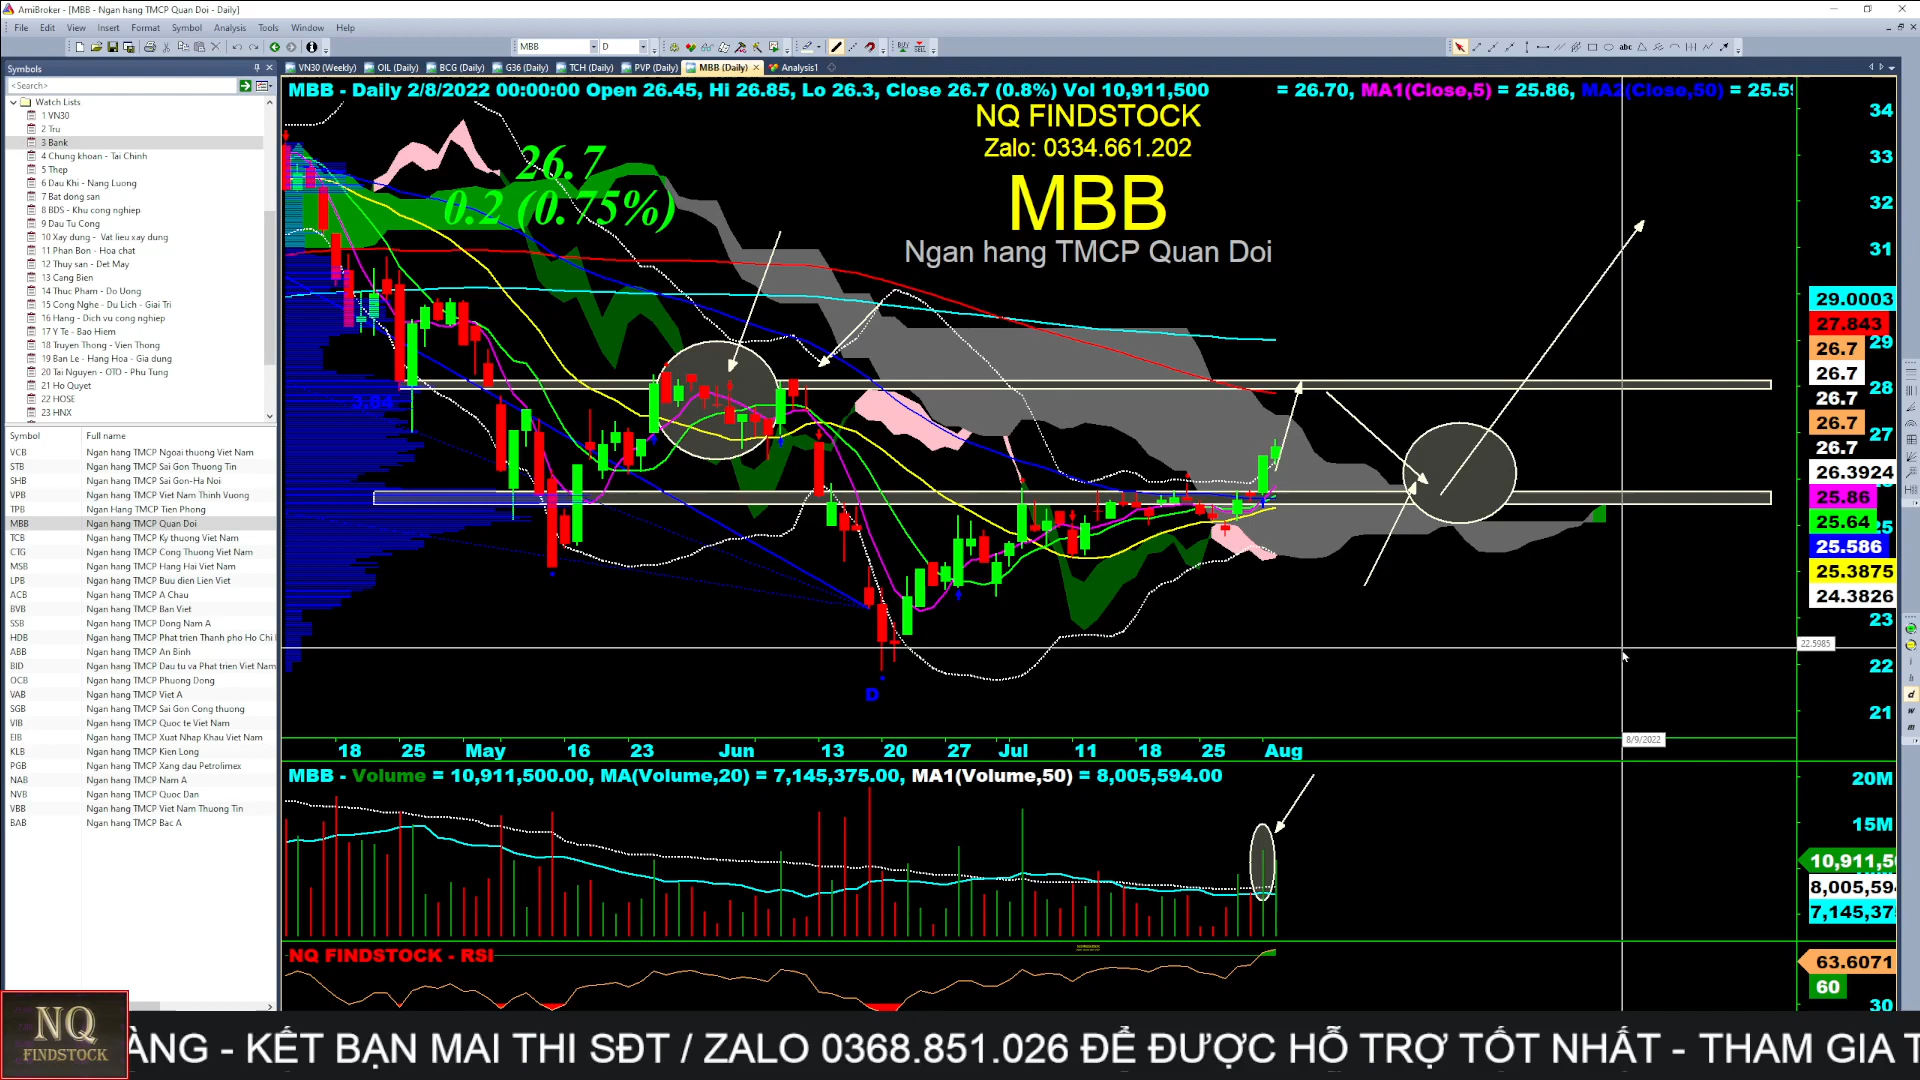 AmiBroker - [MBB - Ngan hang TMCP Quan Doi - Daily]
File Edit View Insert Format Symbol Analysis Tools Window Help
MBB D
Symbols
VN30 (Weekly) OIL (Daily) BCG (Daily) G36 (Daily) TCH (Daily) PVP (Daily) MBB (Daily) Analysis1
<Search>
Watch Lists
1 VN30
2 Tru
3 Bank
4 Chung khoan - Tai Chinh
5 Thep
6 Dau Khi - Nang Luong
7 Bat dong san
8 BDS - Khu cong nghiep
9 Dau Tu Cong
10 Xay dung - Vat lieu xay dung
11 Phan Bon - Hoa chat
12 Thuy san - Det May
13 Cang Bien
14 Thuc Pham - Do Uong
15 Cong Nghe - Du Lich - Giai Tri
16 Hang - Dich vu cong nghiep
17 Y Te - Bao Hiem
18 Truyen Thong - Vien Thong
19 Ban Le - Hang Hoa - Gia dung
20 Tai Nguyen - OTO - Phu Tung
21 Ho Quyet
22 HOSE
23 HNX
Symbol Full name
VCB Ngan hang TMCP Ngoai thuong Viet Nam
STB Ngan hang TMCP Sai Gon Thuong Tin
SHB Ngan hang TMCP Sai Gon-Ha Noi
VPB Ngan hang TMCP Viet Nam Thinh Vuong
TPB Ngan Hang TMCP Tien Phong
MBB Ngan hang TMCP Quan Doi
TCB Ngan hang TMCP Ky thuong Viet Nam
CTG Ngan hang TMCP Cong Thuong Viet Nam
MSB Ngan hang TMCP Hang Hai Viet Nam
LPB Ngan hang TMCP Buu dien Lien Viet
ACB Ngan hang TMCP A Chau
BVB Ngan hang TMCP Ban Viet
SSB Ngan hang TMCP Dong Nam A
HDB Ngan hang TMCP Phat trien Thanh pho Ho Chi
ABB Ngan hang TMCP An Binh
BID Ngan hang TMCP Dau tu va Phat trien Viet Nam
OCB Ngan hang TMCP Phuong Dong
VAB Ngan hang TMCP Viet A
SGB Ngan hang TMCP Sai Gon Cong thuong
VIB Ngan hang TMCP Quoc te Viet Nam
EIB Ngan hang TMCP Xuat Nhap Khau Viet Nam
KLB Ngan hang TMCP Kien Long
PGB Ngan hang TMCP Xang dau Petrolimex
NAB Ngan hang TMCP Nam A
NVB Ngan hang TMCP Quoc Dan
VBB Ngan hang TMCP Viet Nam Thuong Tin
BAB Ngan hang TMCP Bac A
MBB - Daily 2/8/2022 00:00:00 Open 26.45, Hi 26.85, Lo 26.3, Close 26.7 (0.8%) Vol 10,911,500 = 26.70, MA1(Close,5) = 25.86, MA2(Close,50) = 25.59
NQ FINDSTOCK
Zalo: 0334.661.202
MBB
Ngan hang TMCP Quan Doi
26.7
0.2 (0.75%)
3.84
D
34
33
32
31
29.0003
27.843
29
26.7
26.7
28
26.7
26.7
27
26.7
26.3924
25.86
25.64
25
25.586
25.3875
24.3826
23
22.5985
22
21
8/9/2022
18 25 May 16 23 Jun 13 20 27 Jul 11 18 25 Aug
MBB - Volume = 10,911,500.00, MA(Volume,20) = 7,145,375.00, MA1(Volume,50) = 8,005,594.00
20M
15M
10,911,5
8,005,594
7,145,37
NQ FINDSTOCK - RSI
63.6071
60
30
NQ
FINDSTOCK
ÀNG - KẾT BẠN MAI THI SĐT / ZALO 0368.851.026 ĐỂ ĐƯỢC HỖ TRỢ TỐT NHẤT - THAM GIA T